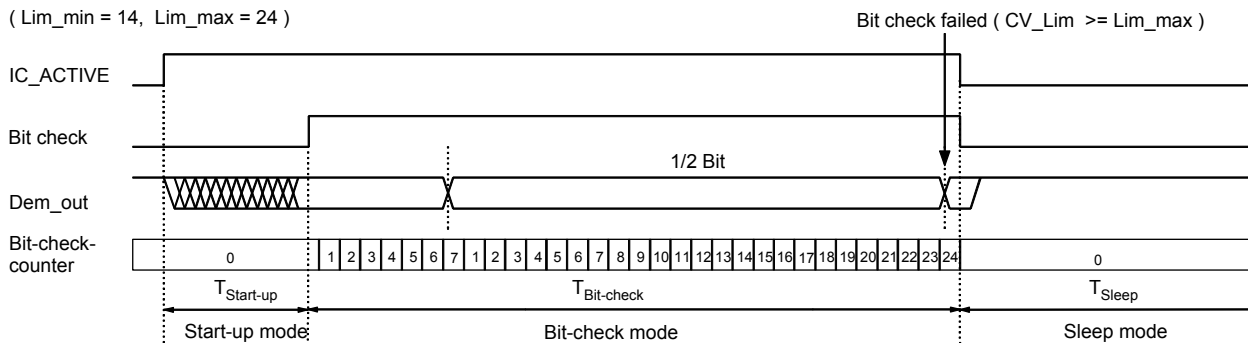 ( Lim_min = 14, Lim_max = 24 )
Bit check failed ( CV_Lim >= Lim_max )
IC_ACTIVE
Bit check
1/2 Bit
Dem_out
Bit-check-
counter
0 1 2 3 4 5 6 7 1 2 3 4 5 6 7 8 9 10 11 12 13 14 15 16 17 18 19 20 21 22 23 24 0
TStart-up TBit-check TSleep
Start-up mode Bit-check mode Sleep mode